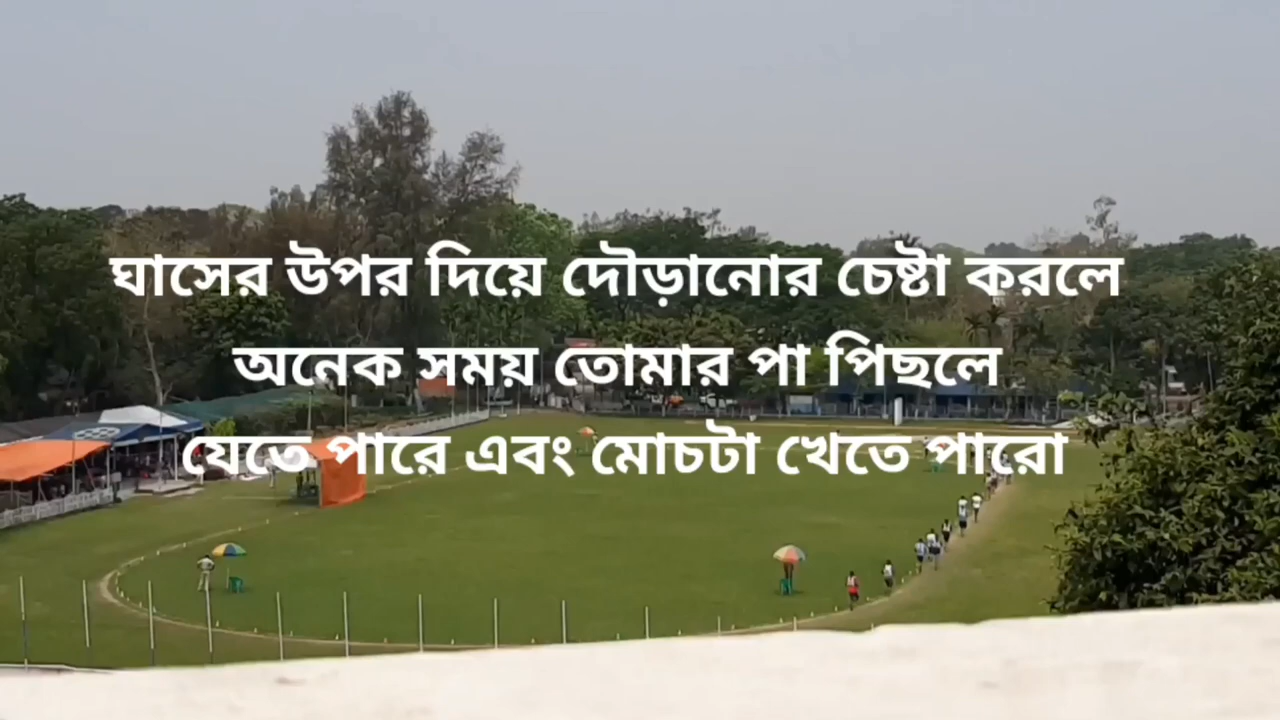 ঘাসের উপর দিয়ে দৌড়ানোর চেষ্টা করলে
অনেক সময় তোমার পা পিছলে
যেতে পারে এবং মোচটা খেতে পারো